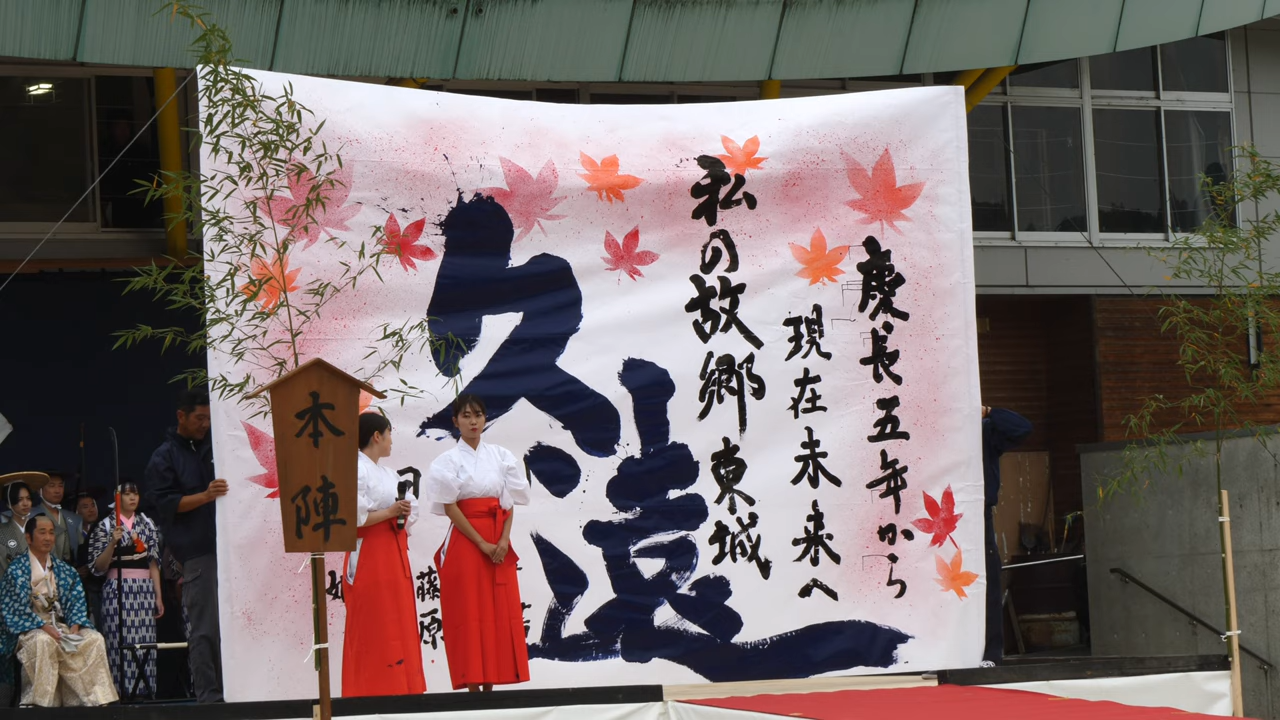 慶長五年から
現在未来へ
私の故郷東城
久遠
藤原
本陣